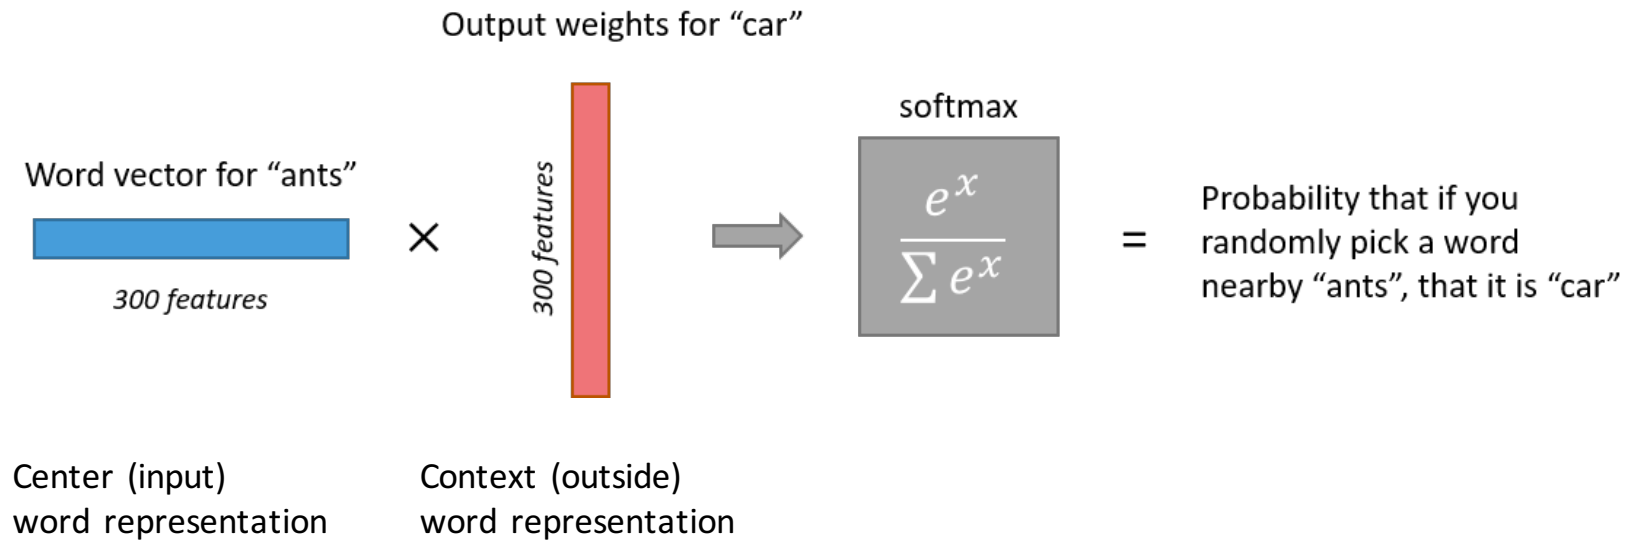 Output weights for “car”
softmax
Word vector for “ants”
300 features
×
300 features
e^x
∑ e^x
=
Probability that if you
randomly pick a word
nearby “ants”, that it is “car”
Center (input)
word representation
Context (outside)
word representation